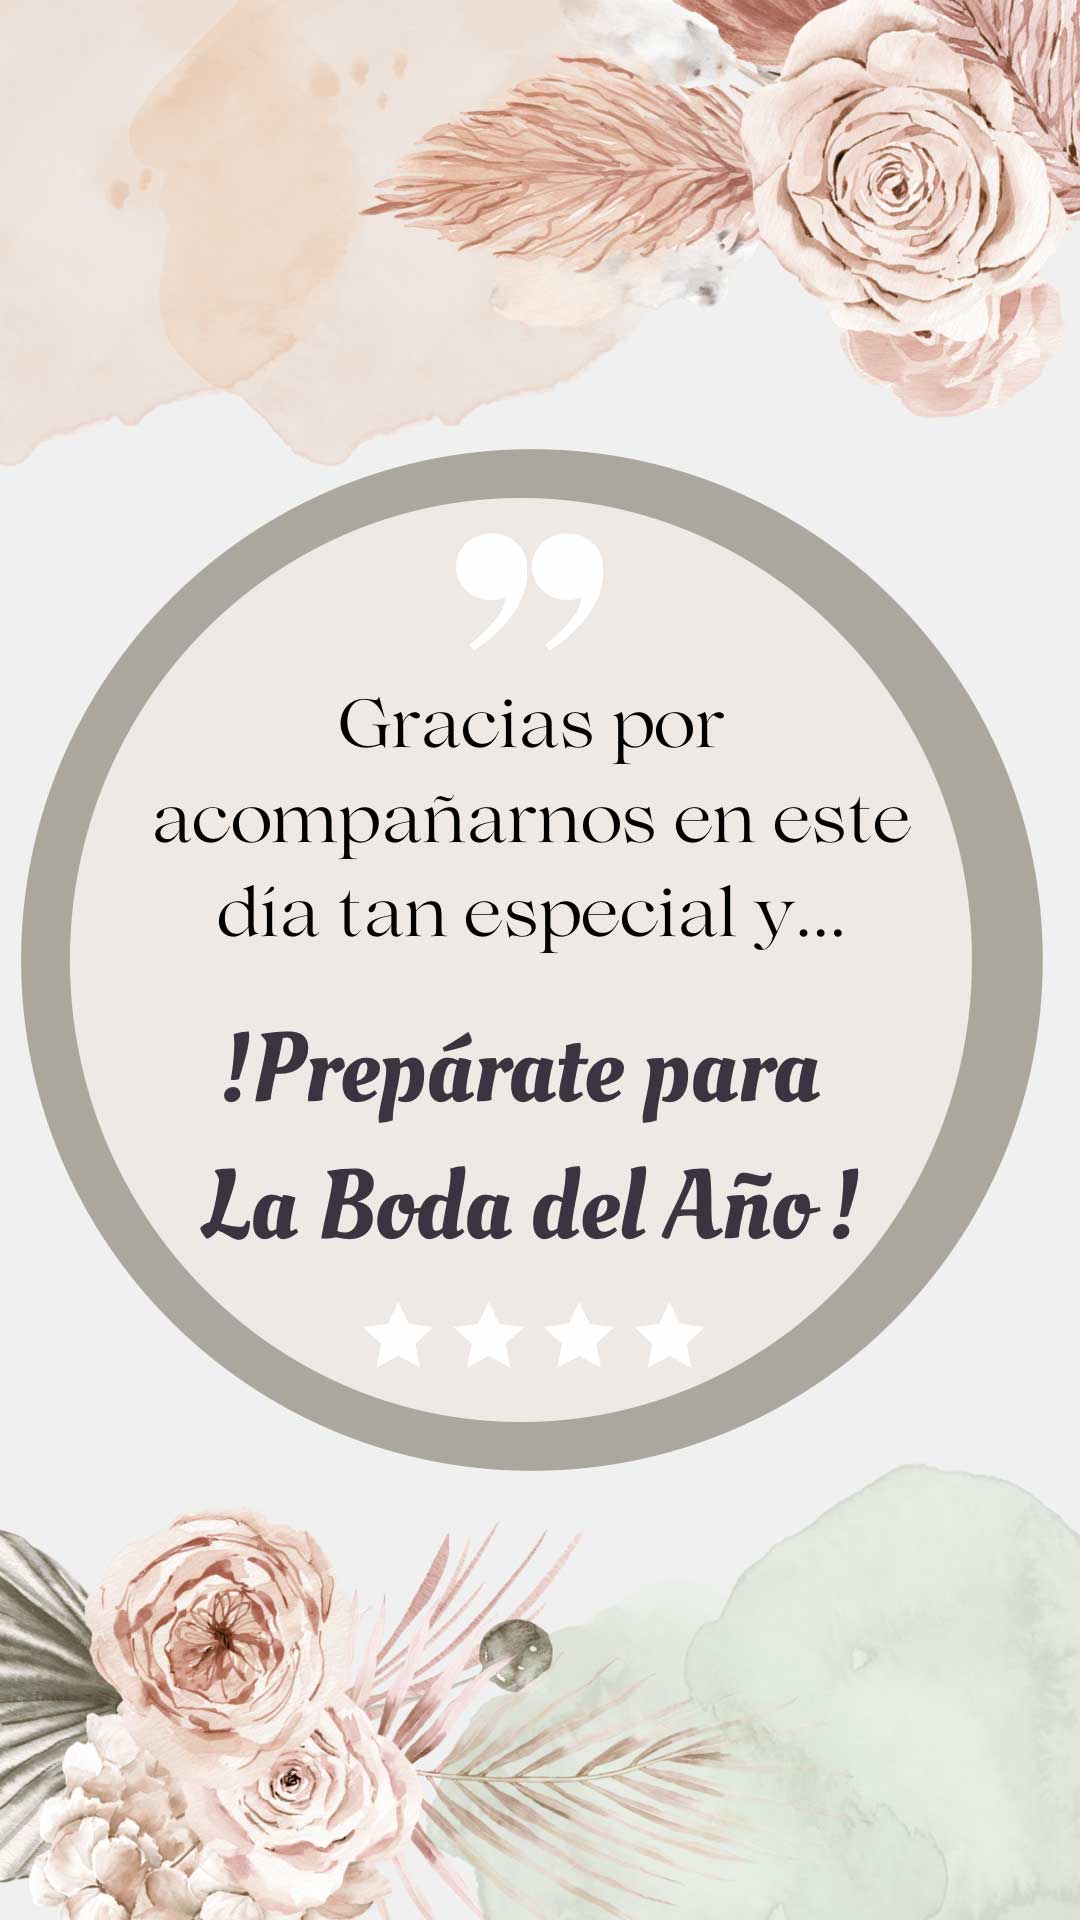 ”
Gracias por
acompañarnos en este
día tan especial y...
!Prepárate para
La Boda del Año !